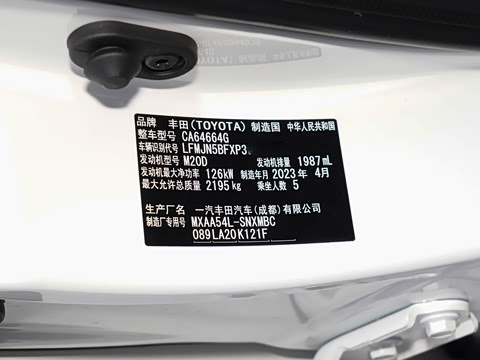 品牌 丰田(TOYOTA) 制造国 中华人民共和国
整车型号 CA64664G
车辆识别代号 LFMJN5BFXP3
发动机型号 M20D 发动机排量 1987mL
发动机最大净功率 126kW 制造年月 2023年 4月
最大允许总质量 2195kg 乘坐人数 5
生产厂名 一汽丰田汽车(成都)有限公司
制造厂专用号 MXAA54L-SNXMBC
089LA20K121F